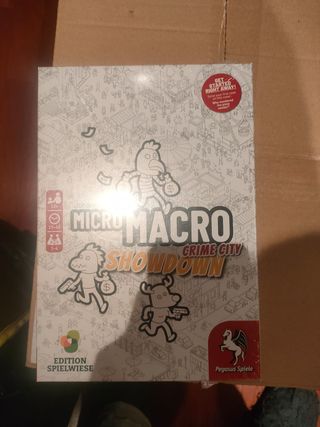 GET
STARTED
RIGHT AWAY!
MICRO MACRO
CRIME CITY
SHOWDOWN
$
EDITION
SPIELWIESE
Pegasus Spiele